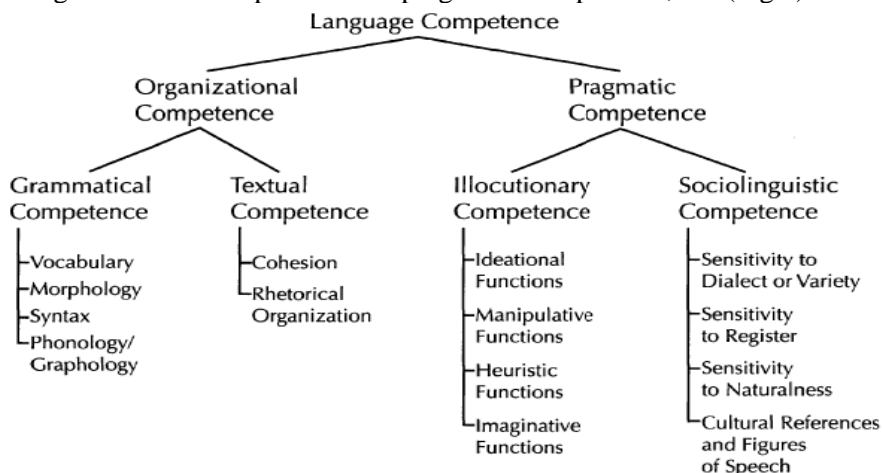 Language Competence
Organizational
Competence
Pragmatic
Competence
Grammatical
Competence
Textual
Competence
Illocutionary
Competence
Sociolinguistic
Competence
Vocabulary
Morphology
Syntax
Phonology/
Graphology
Cohesion
Rhetorical
Organization
Ideational
Functions
Manipulative
Functions
Heuristic
Functions
Imaginative
Functions
Sensitivity to
Dialect or Variety
Sensitivity
to Register
Sensitivity
to Naturalness
Cultural References
and Figures
of Speech